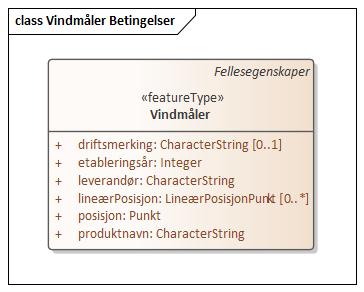 class Vindmåler Betingelser
Fellesegenskaper
«featureType»
Vindmåler
+ driftsmerking: CharacterString [0..1]
+ etableringsår: Integer
+ leverandør: CharacterString
+ lineærPosisjon: LineærPosisjonPunkt [0..*]
+ posisjon: Punkt
+ produktnavn: CharacterString